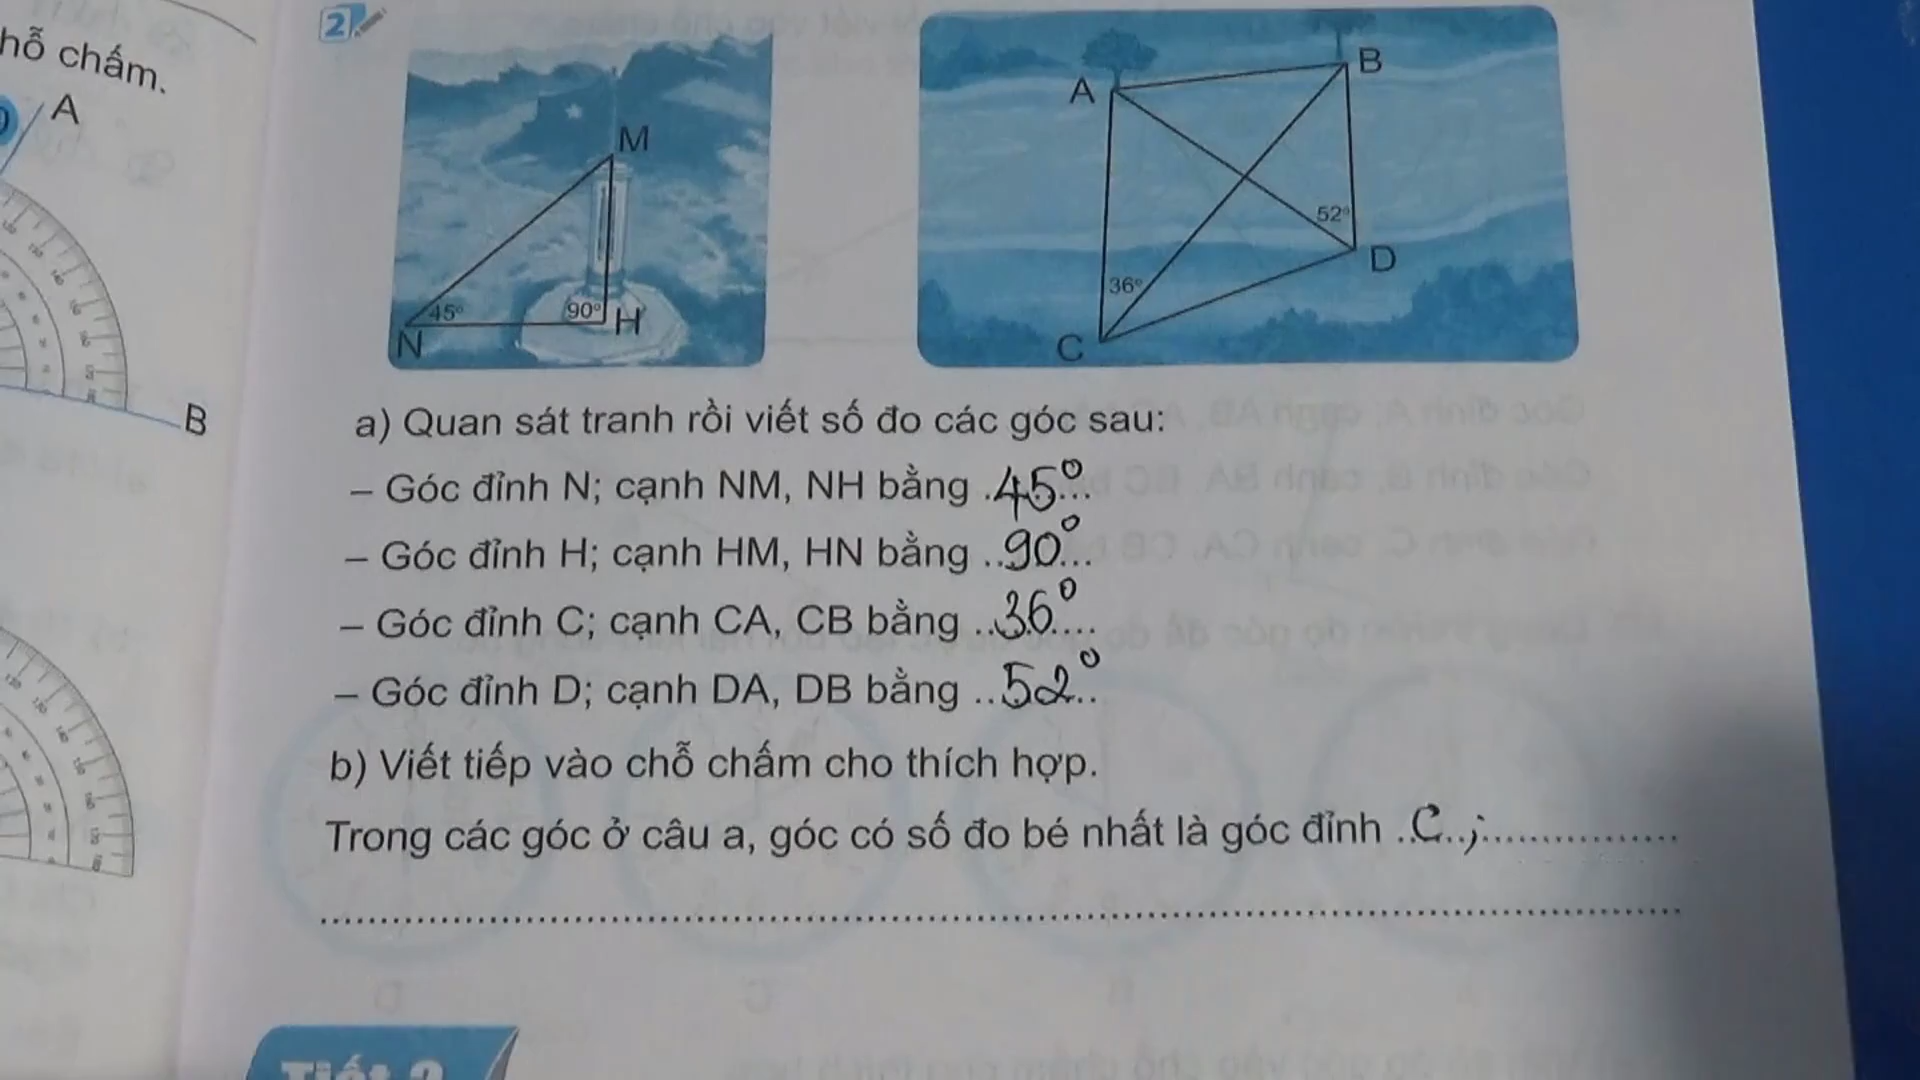 hỗ chấm.
A
B
2
M
45°
90°
N
H
A
B
52°
D
36°
C
a) Quan sát tranh rồi viết số đo các góc sau:
– Góc đỉnh N; cạnh NM, NH bằng .45°...
– Góc đỉnh H; cạnh HM, HN bằng ..90°...
– Góc đỉnh C; cạnh CA, CB bằng ..36°....
– Góc đỉnh D; cạnh DA, DB bằng ..52°..
b) Viết tiếp vào chỗ chấm cho thích hợp.
Trong các góc ở câu a, góc có số đo bé nhất là góc đỉnh ..C..;................
Tiết 2